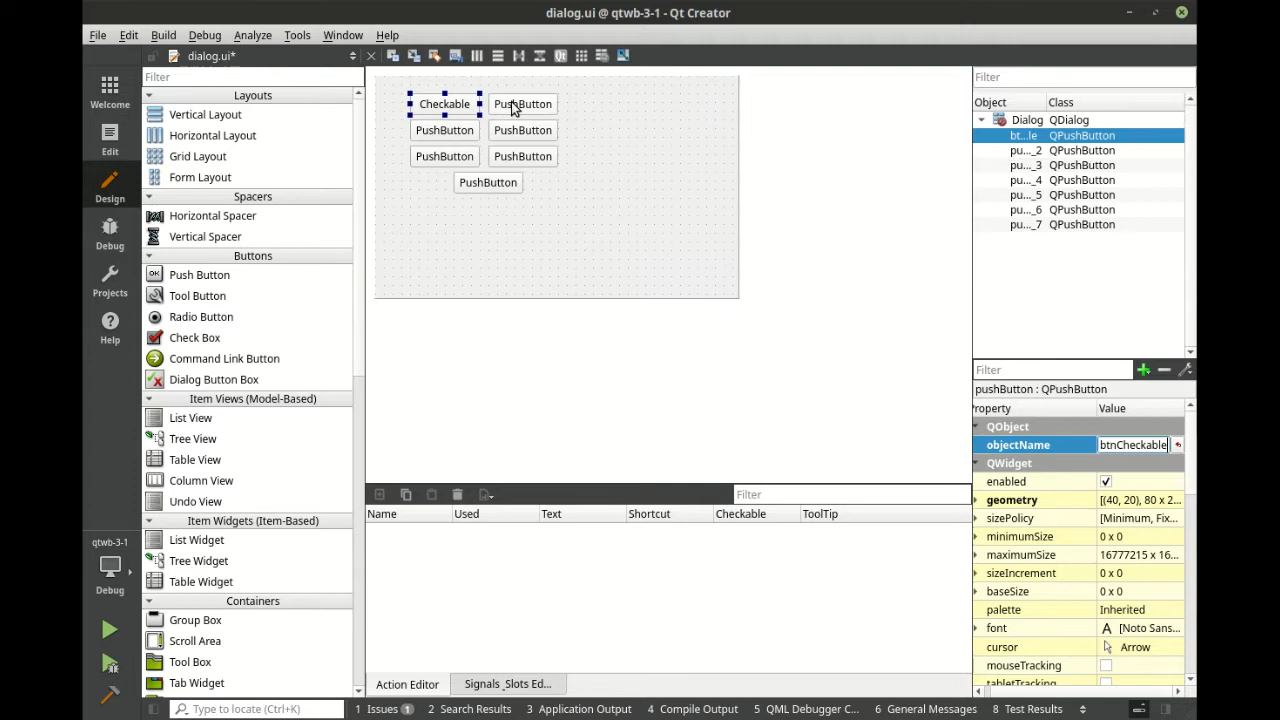 dialog.ui @ qtwb-3-1 - Qt Creator
File Edit Build Debug Analyze Tools Window Help
dialog.ui*
Welcome
Edit
Design
Debug
Projects
Help
qtwb-3-1
Debug
Filter
Layouts
Vertical Layout
Horizontal Layout
Grid Layout
Form Layout
Spacers
Horizontal Spacer
Vertical Spacer
Buttons
OK Push Button
Tool Button
Radio Button
Check Box
Command Link Button
Dialog Button Box
Item Views (Model-Based)
List View
Tree View
Table View
Column View
Undo View
Item Widgets (Item-Based)
List Widget
Tree Widget
Table Widget
Containers
Group Box
Scroll Area
Tool Box
Tab Widget
Checkable PushButton
PushButton PushButton
PushButton PushButton
PushButton
Filter
Name Used Text Shortcut Checkable ToolTip
Action Editor Signals _Slots Ed...
Filter
Object Class
Dialog QDialog
bt...le QPushButton
pu..._2 QPushButton
pu..._3 QPushButton
pu..._4 QPushButton
pu..._5 QPushButton
pu..._6 QPushButton
pu..._7 QPushButton
Filter
pushButton : QPushButton
Property Value
QObject
objectName btnCheckable
QWidget
enabled
geometry [(40, 20), 80 x 2...
sizePolicy [Minimum, Fix...
minimumSize 0 x 0
maximumSize 16777215 x 16...
sizeIncrement 0 x 0
baseSize 0 x 0
palette Inherited
font A [Noto Sans...
cursor Arrow
mouseTracking
tabletTracking
Type to locate (Ctrl+K) 1 Issues 1 2 Search Results 3 Application Output 4 Compile Output 5 QML Debugger C... 6 General Messages 8 Test Results